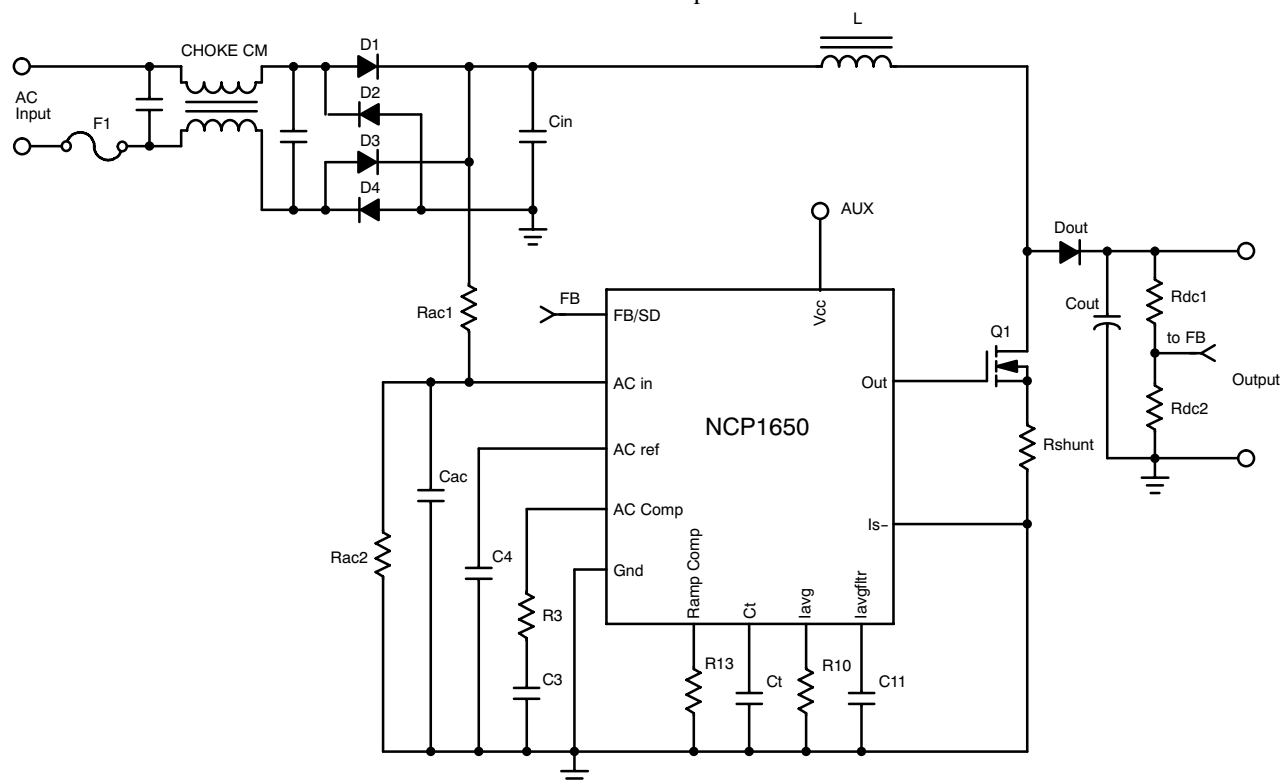 L
CHOKE CM
D1
AC
Input
D2
F1
Cin
D3
D4
AUX
Dout
Rac1
FB
FB/SD
Vcc
Cout
Rdc1
Q1
to FB
AC in
Out
Output
NCP1650
Rdc2
Cac
AC ref
Rshunt
AC Comp
Is-
Rac2
C4
Gnd
Ramp Comp
Ct
Iavg
Iavgfltr
R3
R13
R10
C3
Ct
C11